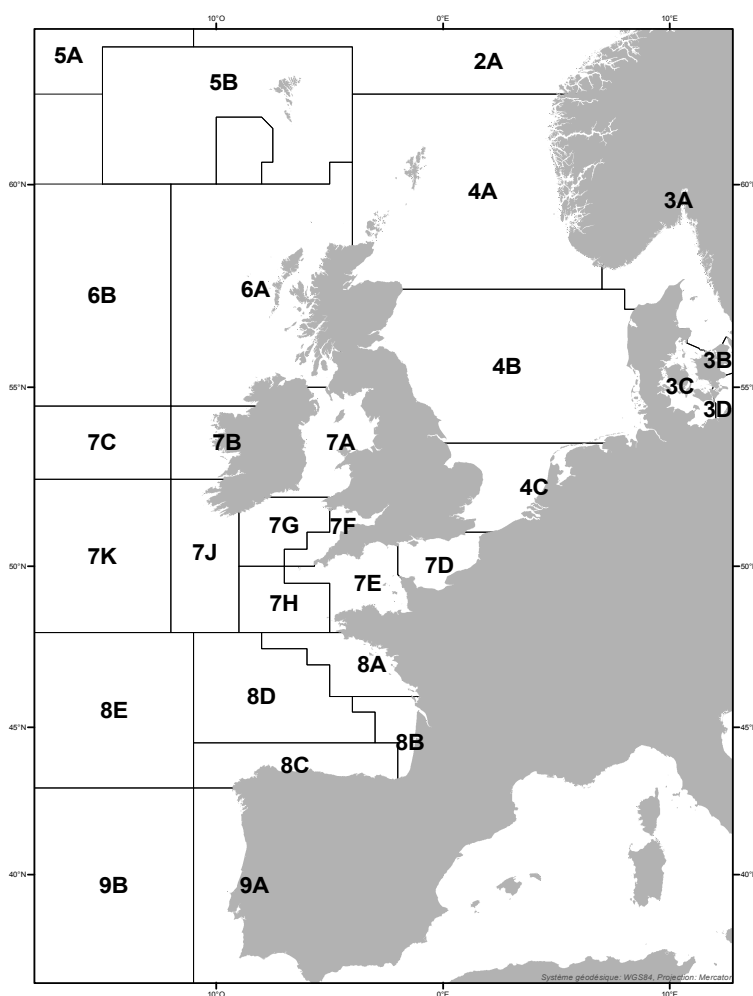 10°O 0°E 10°E
5A
2A
5B
60°N 4A 60°N
3A
6B 6A
4B
3B
55°N 3C 55°N
3D
7C 7B 7A
4C
7G 7F
7K 7J 7D
50°N 50°N
7E
7H
8A
8D
8E
45°N 45°N
8B
8C
40°N 40°N
9B 9A
Système géodésique: WGS84, Projection: Mercator
10°O 0°E 10°E